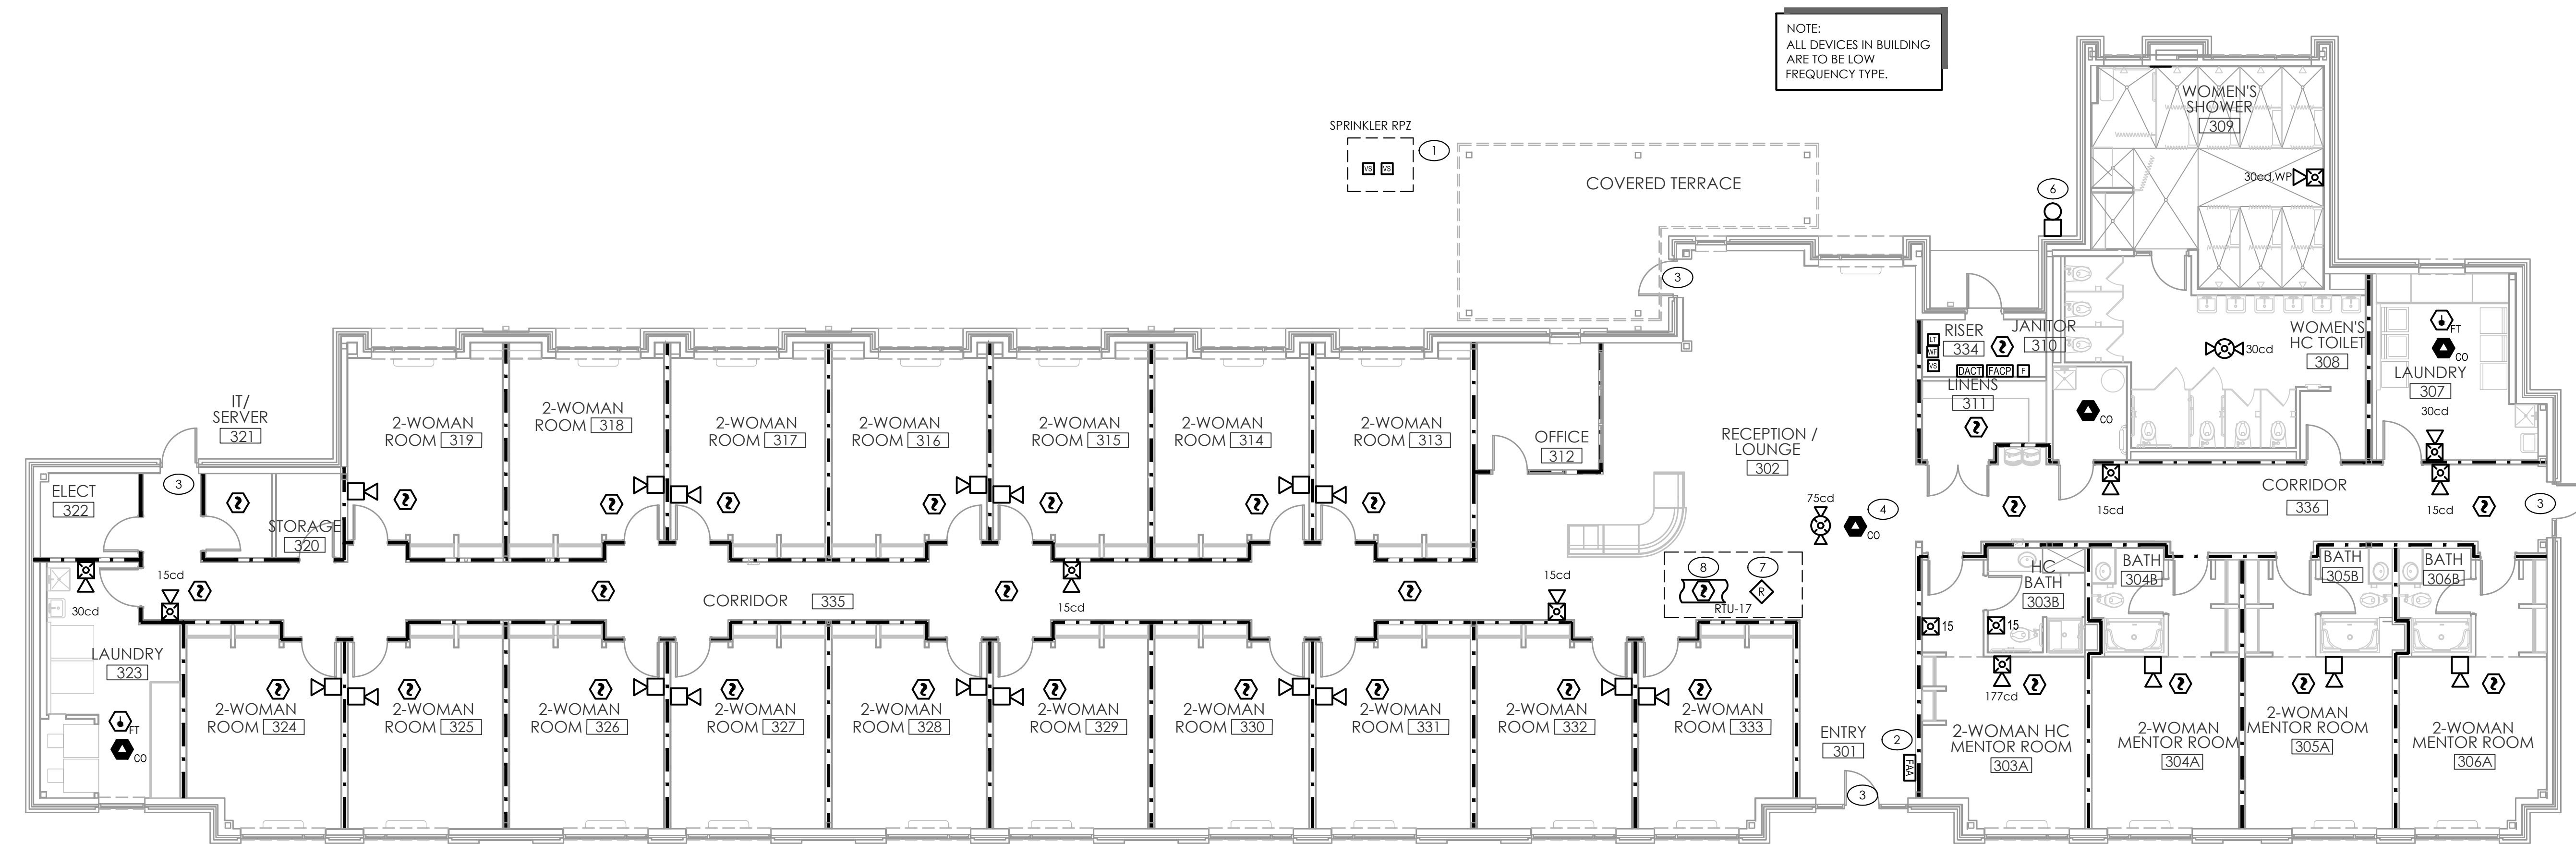 NOTE:
ALL DEVICES IN BUILDING
ARE TO BE LOW
FREQUENCY TYPE.
SPRINKLER RPZ
1
VS VS
COVERED TERRACE
3
6
WOMEN'S
SHOWER
309
30cd,WP
RISER
334
LT
WF
VS
DACT FACP F
JANITOR
310
LINENS
311
30cd
WOMEN'S
HC TOILET
308
FT
CO
LAUNDRY
307
30cd
CO
IT/
SERVER
321
3
ELECT
322
STORAGE
320
2-WOMAN
ROOM 319
2-WOMAN
ROOM 318
2-WOMAN
ROOM 317
2-WOMAN
ROOM 316
2-WOMAN
ROOM 315
2-WOMAN
ROOM 314
2-WOMAN
ROOM 313
OFFICE
312
RECEPTION /
LOUNGE
302
75cd
4
CO
CORRIDOR
336
15cd
15cd
3
15cd
30cd
CORRIDOR 335
15cd
15cd
8
7
R
RTU-17
LAUNDRY
323
FT
CO
2-WOMAN
ROOM 324
2-WOMAN
ROOM 325
2-WOMAN
ROOM 326
2-WOMAN
ROOM 327
2-WOMAN
ROOM 328
2-WOMAN
ROOM 329
2-WOMAN
ROOM 330
2-WOMAN
ROOM 331
2-WOMAN
ROOM 332
2-WOMAN
ROOM 333
ENTRY
301
2
FAA
3
HC
BATH
303B
15
15
177cd
BATH
304B
BATH
305B
BATH
306B
2-WOMAN HC
MENTOR ROOM
303A
2-WOMAN
MENTOR ROOM
304A
2-WOMAN
MENTOR ROOM
305A
2-WOMAN
MENTOR ROOM
306A